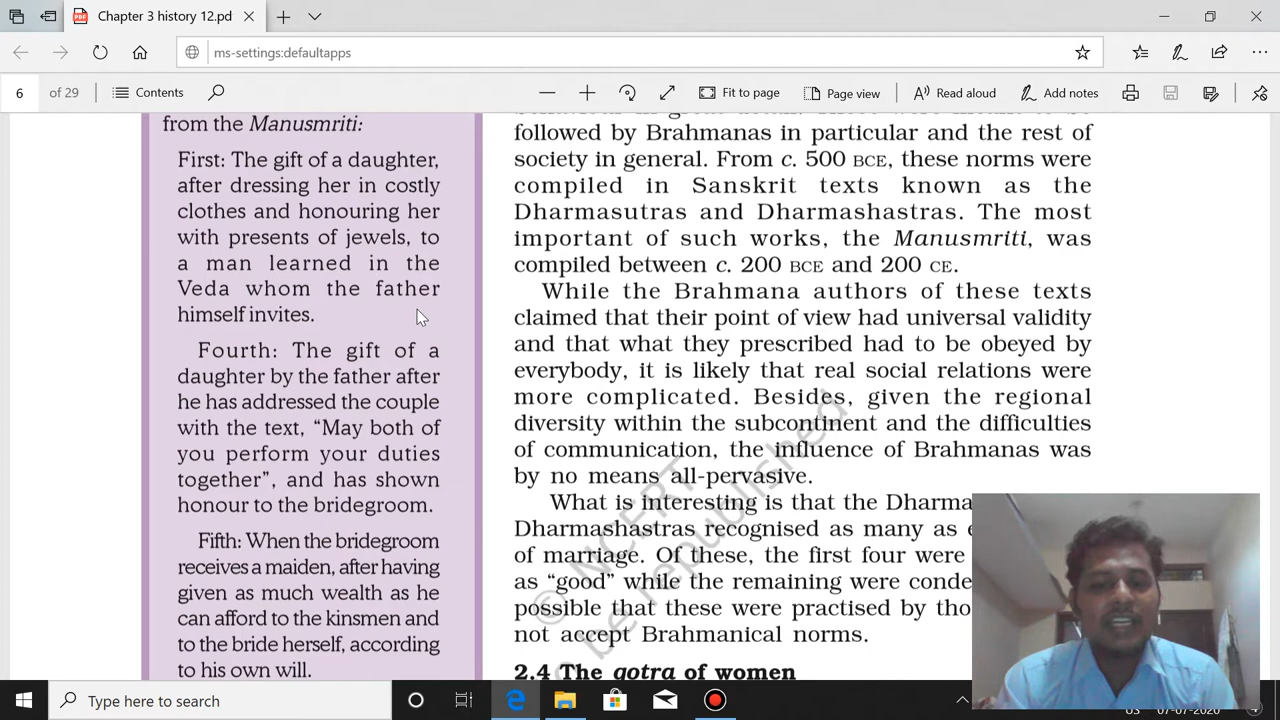 Chapter 3 history 12.pd
ms-settings:defaultapps
6 of 29 Contents Fit to page Page view Read aloud Add notes
from the Manusmriti:
First: The gift of a daughter,
after dressing her in costly
clothes and honouring her
with presents of jewels, to
a man learned in the
Veda whom the father
himself invites.
Fourth: The gift of a
daughter by the father after
he has addressed the couple
with the text, “May both of
you perform your duties
together”, and has shown
honour to the bridegroom.
Fifth: When the bridegroom
receives a maiden, after having
given as much wealth as he
can afford to the kinsmen and
to the bride herself, according
to his own will.
followed by Brahmanas in particular and the rest of
society in general. From c. 500 BCE, these norms were
compiled in Sanskrit texts known as the
Dharmasutras and Dharmashastras. The most
important of such works, the Manusmriti, was
compiled between c. 200 BCE and 200 CE.
While the Brahmana authors of these texts
claimed that their point of view had universal validity
and that what they prescribed had to be obeyed by
everybody, it is likely that real social relations were
more complicated. Besides, given the regional
diversity within the subcontinent and the difficulties
of communication, the influence of Brahmanas was
by no means all-pervasive.
What is interesting is that the Dharma
Dharmashastras recognised as many as e
of marriage. Of these, the first four were
as “good” while the remaining were conde
possible that these were practised by tho
not accept Brahmanical norms.
2.4 The gotra of women
© NCERT
be republished
Type here to search
07-07-2020